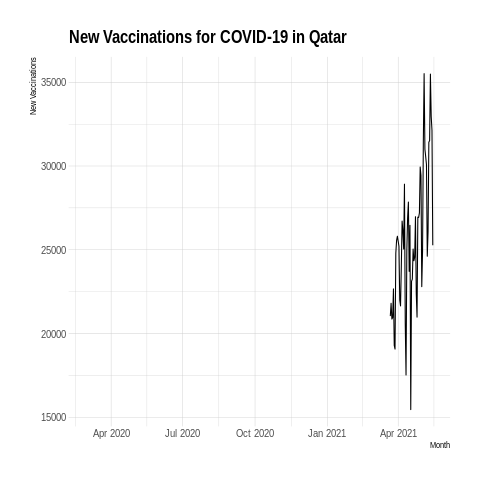 New Vaccinations for COVID-19 in Qatar
New Vaccinations
35000
30000
25000
20000
15000
Apr 2020 Jul 2020 Oct 2020 Jan 2021 Apr 2021
Month